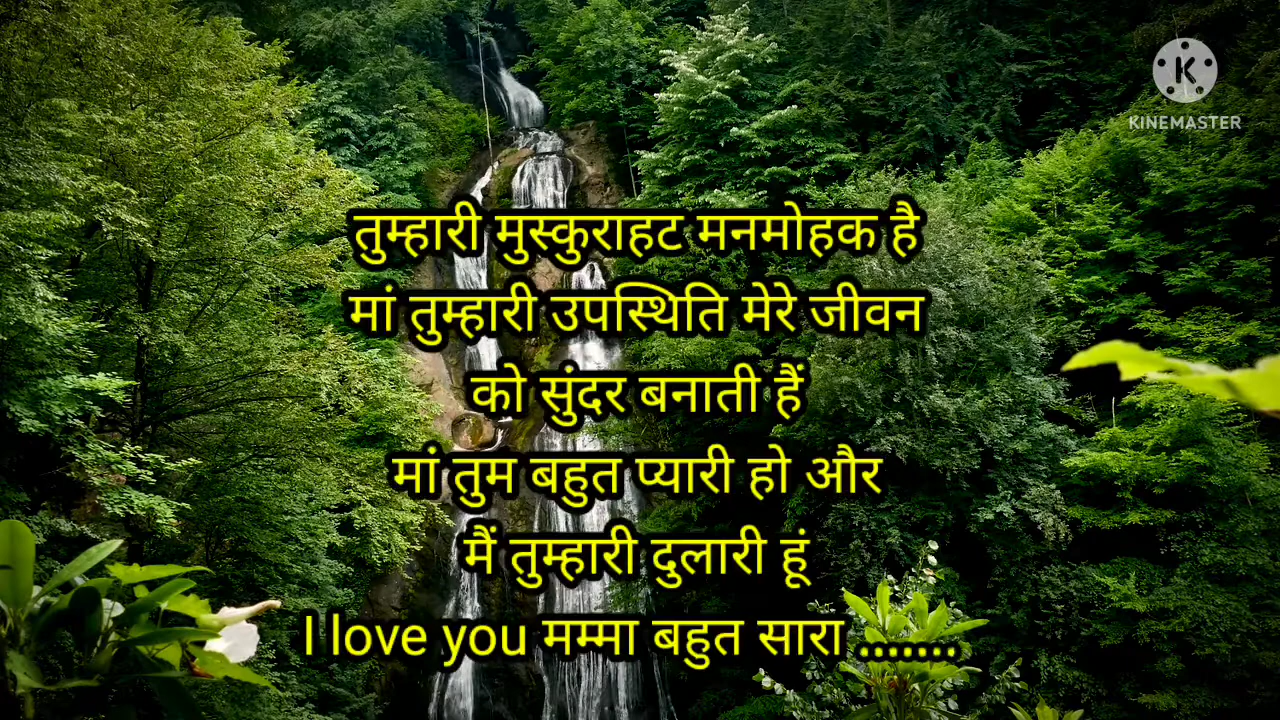 KINEMASTER
तुम्हारी मुस्कुराहट मनमोहक है
मां तुम्हारी उपस्थिति मेरे जीवन
को सुंदर बनाती हैं
मां तुम बहुत प्यारी हो और
मैं तुम्हारी दुलारी हूं
I love you मम्मा बहुत सारा .......